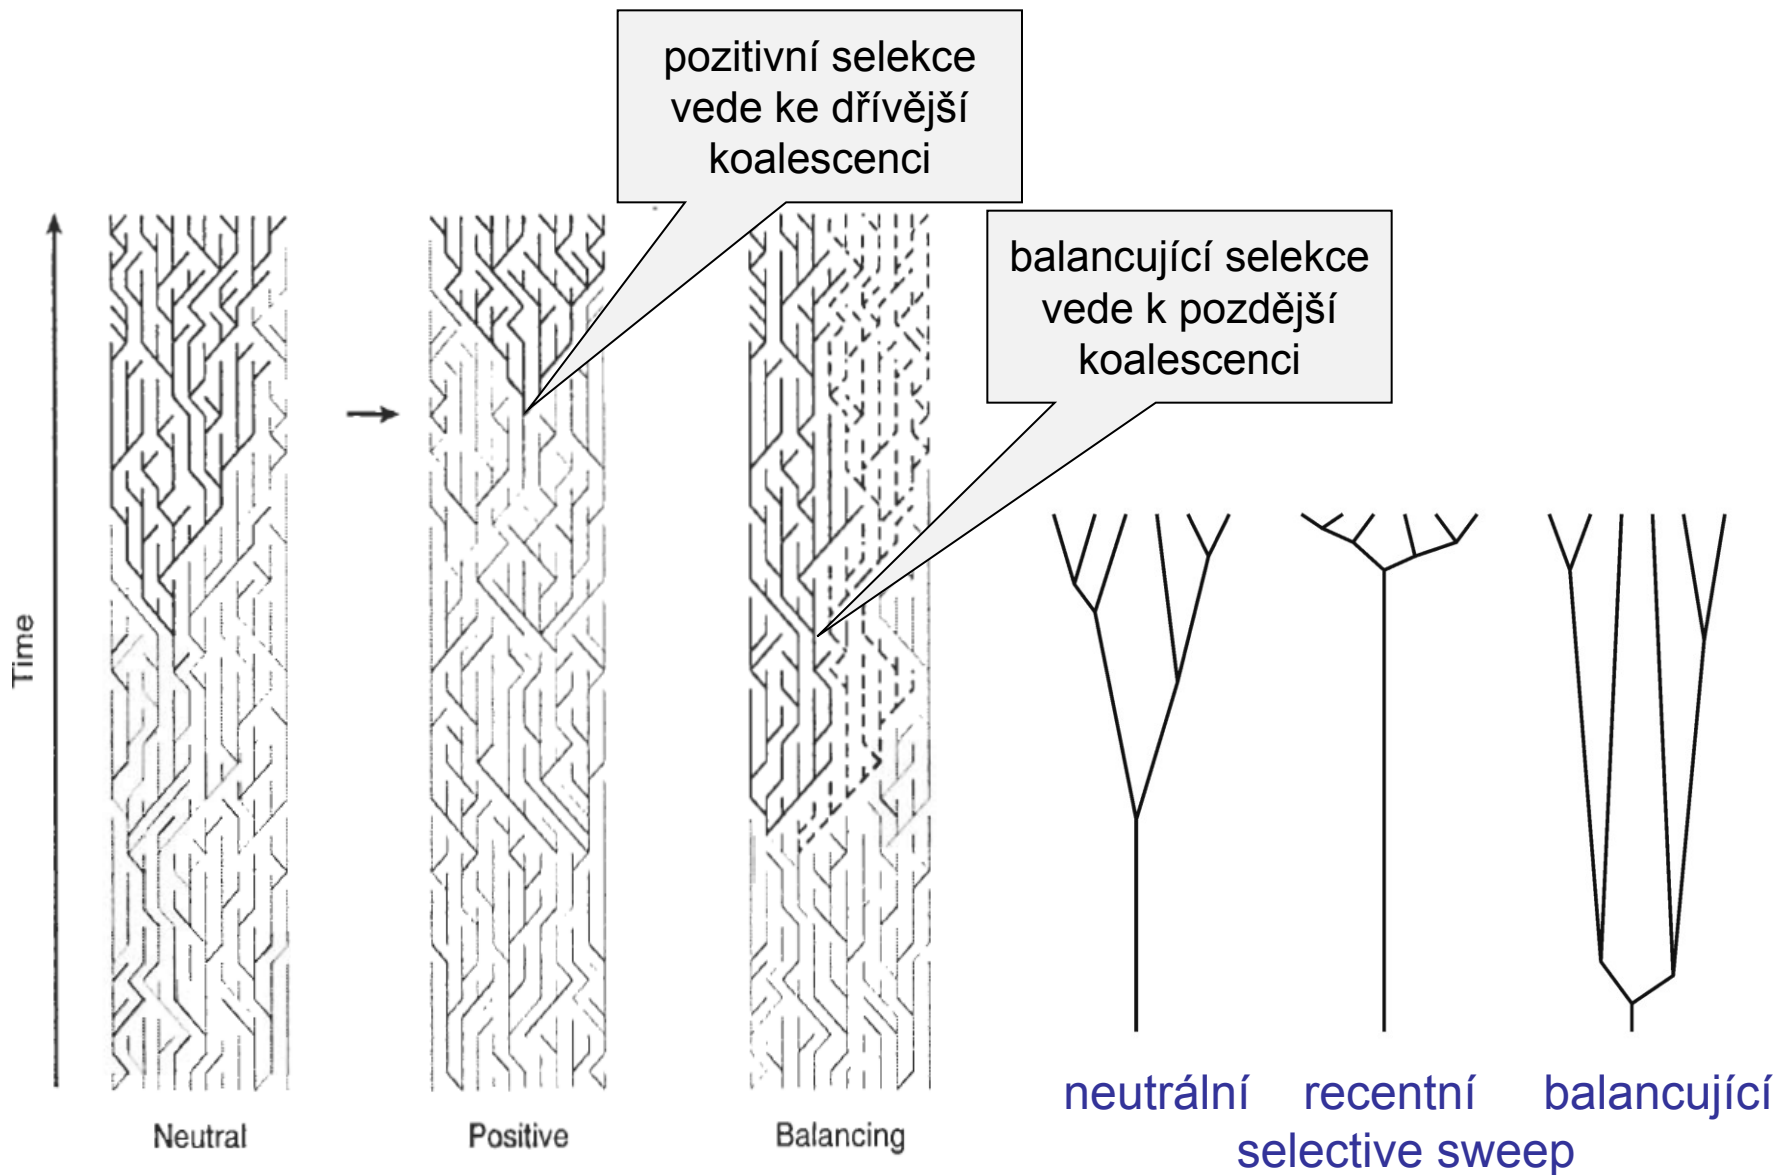 pozitivní selekce
vede ke dřívější
koalescenci
balancující selekce
vede k pozdější
koalescenci
Time
Neutral
Positive
Balancing
neutrální
recentní
selective sweep
balancující